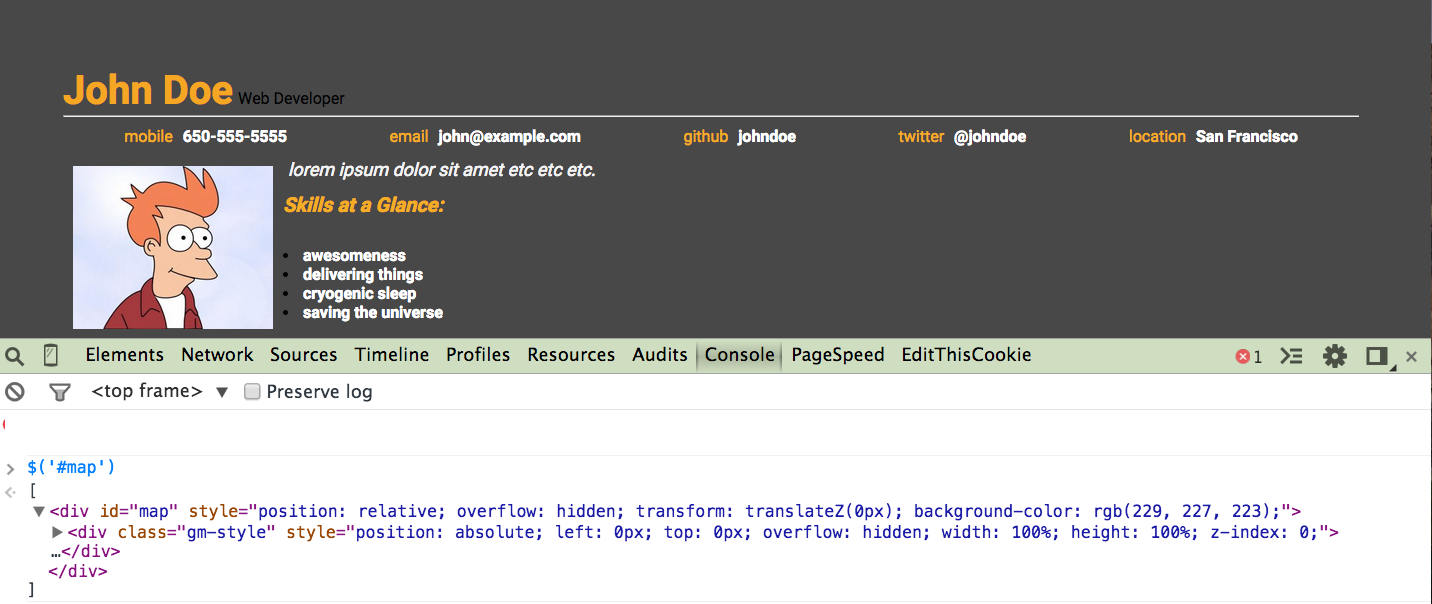 John Doe Web Developer
mobile 650-555-5555 email john@example.com github johndoe twitter @johndoe location San Francisco
lorem ipsum dolor sit amet etc etc etc.
Skills at a Glance:
• awesomeness
• delivering things
• cryogenic sleep
• saving the universe
Elements Network Sources Timeline Profiles Resources Audits Console PageSpeed EditThisCookie 1
<top frame> ▼ Preserve log
> $('#map')
[
▼<div id="map" style="position: relative; overflow: hidden; transform: translateZ(0px); background-color: rgb(229, 227, 223);">
▶<div class="gm-style" style="position: absolute; left: 0px; top: 0px; overflow: hidden; width: 100%; height: 100%; z-index: 0;">
…</div>
</div>
]